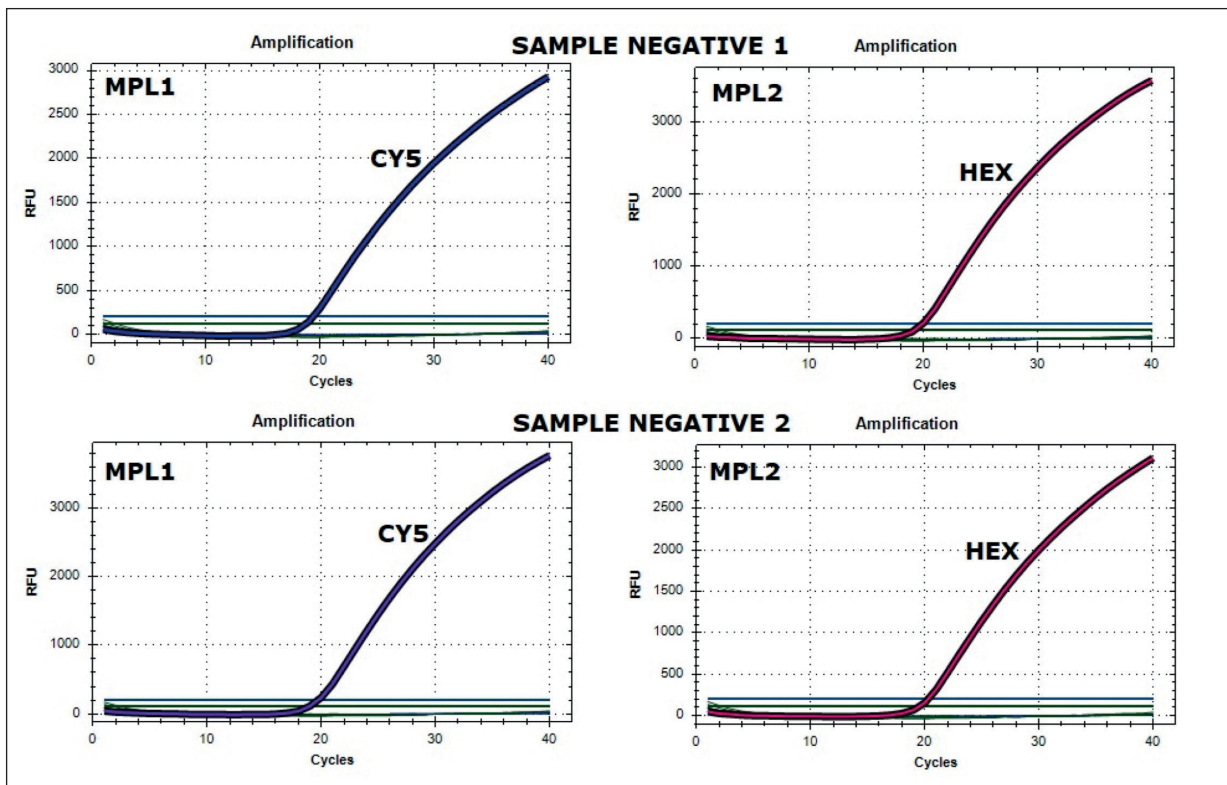 SAMPLE NEGATIVE 1
Amplification
MPL1
CY5
RFU
3000
2500
2000
1500
1000
500
0
0 10 20 30 40
Cycles
Amplification
MPL2
HEX
RFU
3000
2000
1000
0
0 10 20 30 40
Cycles
SAMPLE NEGATIVE 2
Amplification
MPL1
CY5
RFU
3000
2000
1000
0
0 10 20 30 40
Cycles
Amplification
MPL2
HEX
RFU
3000
2500
2000
1500
1000
500
0
0 10 20 30 40
Cycles